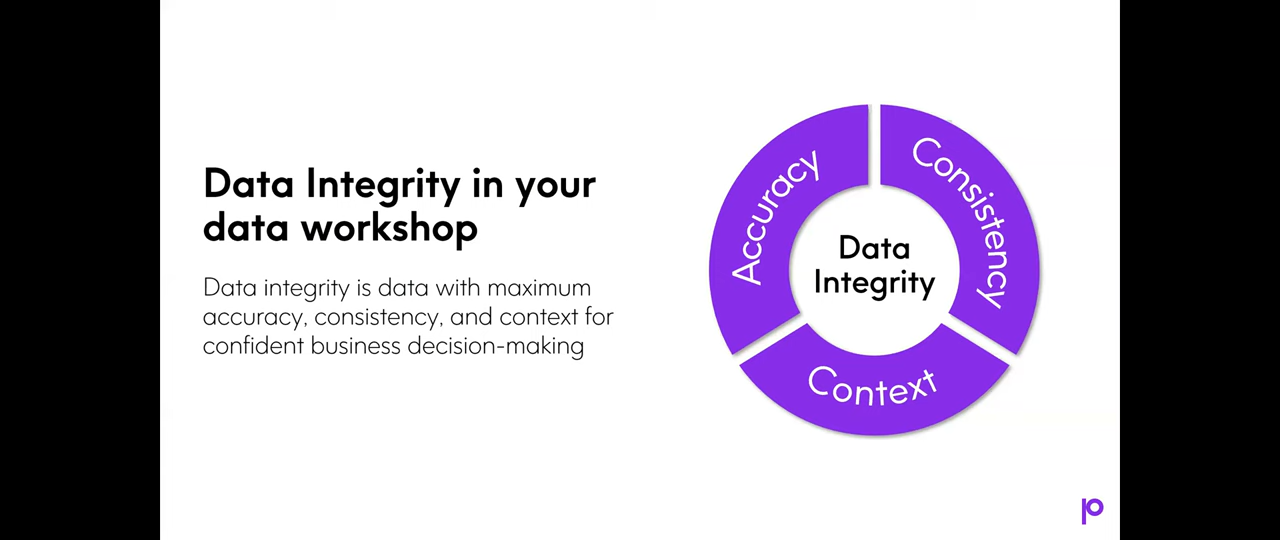 Data Integrity in your
data workshop
Data integrity is data with maximum
accuracy, consistency, and context for
confident business decision-making
Accuracy
Consistency
Data
Integrity
Context